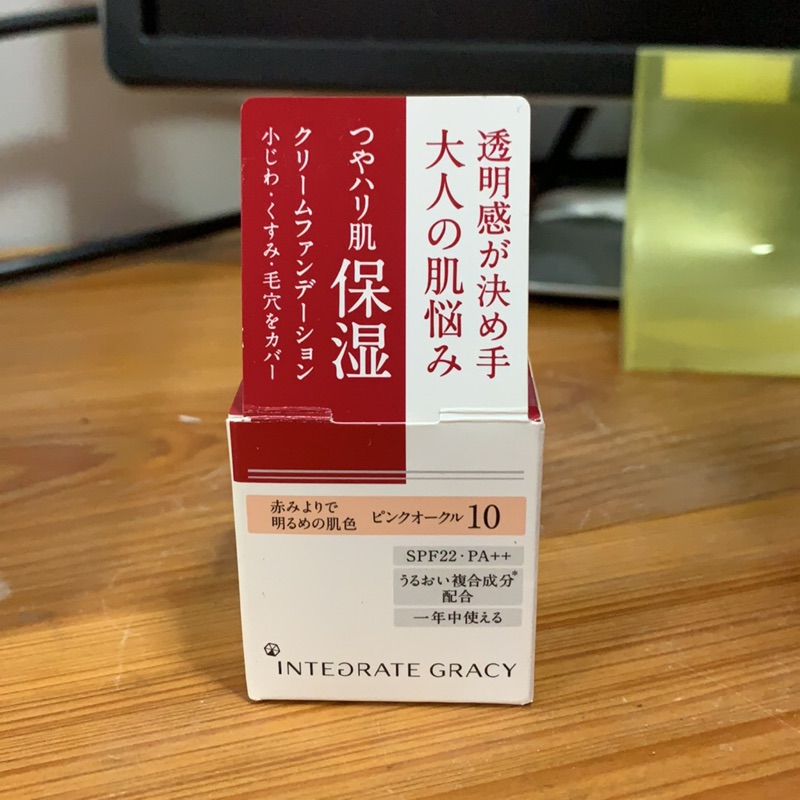 透明感が決め手
大人の肌悩み
つやハリ肌 保湿
クリームファンデーション
小じわ・くすみ・毛穴をカバー
赤みよりで
明るめの肌色
ピンクオークル10
SPF22・PA++
うるおい複合成分*
配合
一年中使える
INTEGRATE GRACY